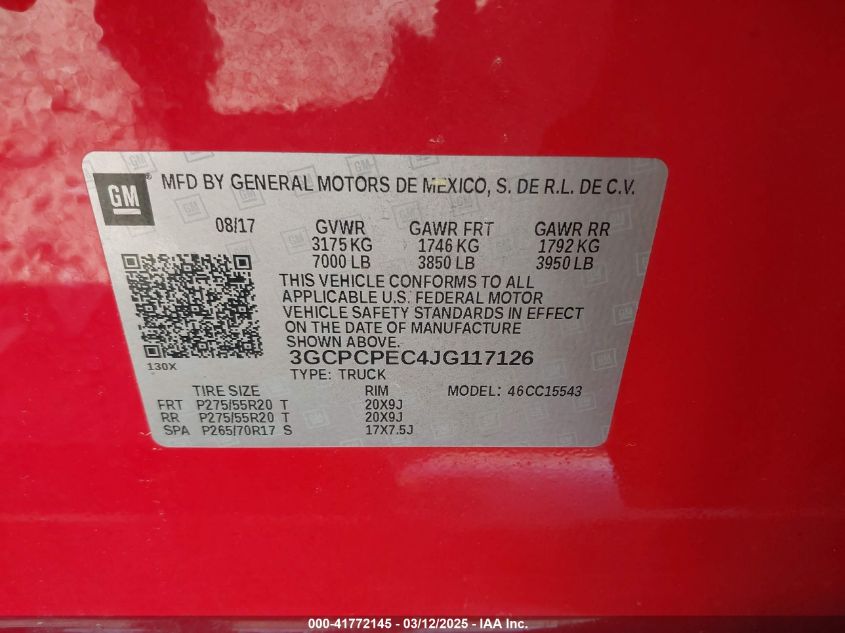 GM ® MFD BY GENERAL MOTORS DE MEXICO, S. DE R.L. DE C.V.
08/17 GVWR GAWR FRT GAWR RR
3175 KG 1746 KG 1792 KG
7000 LB 3850 LB 3950 LB
THIS VEHICLE CONFORMS TO ALL
APPLICABLE U.S. FEDERAL MOTOR
VEHICLE SAFETY STANDARDS IN EFFECT
ON THE DATE OF MANUFACTURE
SHOWN ABOVE.
3GCPCPEC4JG117126
130X TYPE: TRUCK
TIRE SIZE RIM MODEL: 46CC15543
FRT P275/55R20 T 20X9J
RR P275/55R20 T 20X9J
SPA P265/70R17 S 17X7.5J
000-41772145 - 03/12/2025 - IAA Inc.